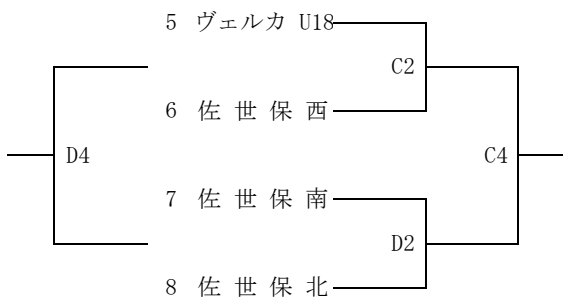 5 ヴェルカ U18
C2
6 佐 世 保 西
D4
C4
7 佐 世 保 南
D2
8 佐 世 保 北